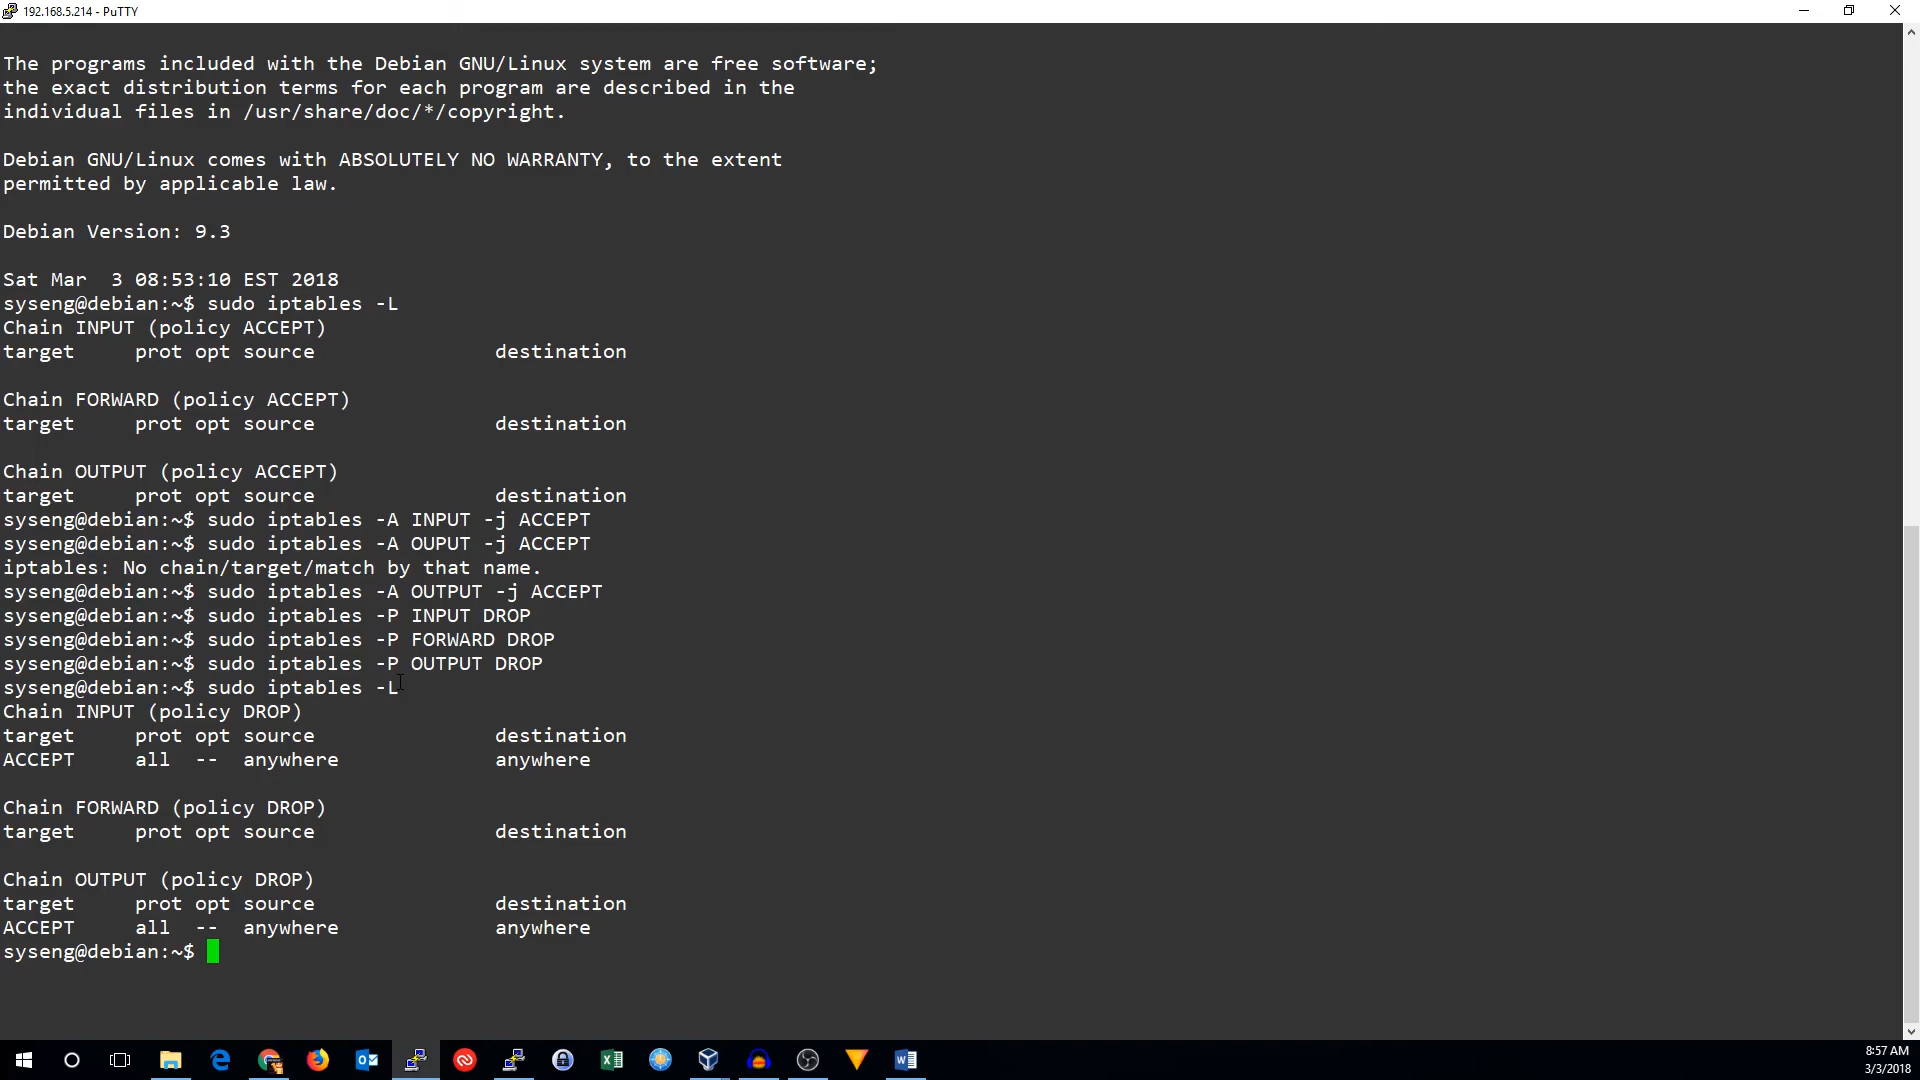 192.168.5.214 - PuTTY
The programs included with the Debian GNU/Linux system are free software;
the exact distribution terms for each program are described in the
individual files in /usr/share/doc/*/copyright.
Debian GNU/Linux comes with ABSOLUTELY NO WARRANTY, to the extent
permitted by applicable law.
Debian Version: 9.3
Sat Mar  3 08:53:10 EST 2018
syseng@debian:~$ sudo iptables -L
Chain INPUT (policy ACCEPT)
target     prot opt source               destination
Chain FORWARD (policy ACCEPT)
target     prot opt source               destination
Chain OUTPUT (policy ACCEPT)
target     prot opt source               destination
syseng@debian:~$ sudo iptables -A INPUT -j ACCEPT
syseng@debian:~$ sudo iptables -A OUPUT -j ACCEPT
iptables: No chain/target/match by that name.
syseng@debian:~$ sudo iptables -A OUTPUT -j ACCEPT
syseng@debian:~$ sudo iptables -P INPUT DROP
syseng@debian:~$ sudo iptables -P FORWARD DROP
syseng@debian:~$ sudo iptables -P OUTPUT DROP
syseng@debian:~$ sudo iptables -L
Chain INPUT (policy DROP)
target     prot opt source               destination
ACCEPT     all  --  anywhere             anywhere
Chain FORWARD (policy DROP)
target     prot opt source               destination
Chain OUTPUT (policy DROP)
target     prot opt source               destination
ACCEPT     all  --  anywhere             anywhere
syseng@debian:~$
8:57 AM
3/3/2018